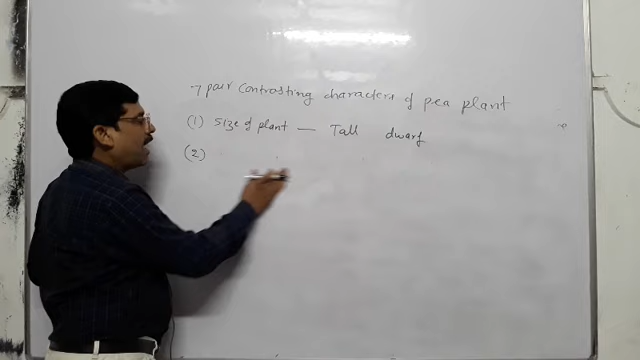 7 pair Contrasting characters of pea plant
(1) Size of plant — Tall dwarf
(2)